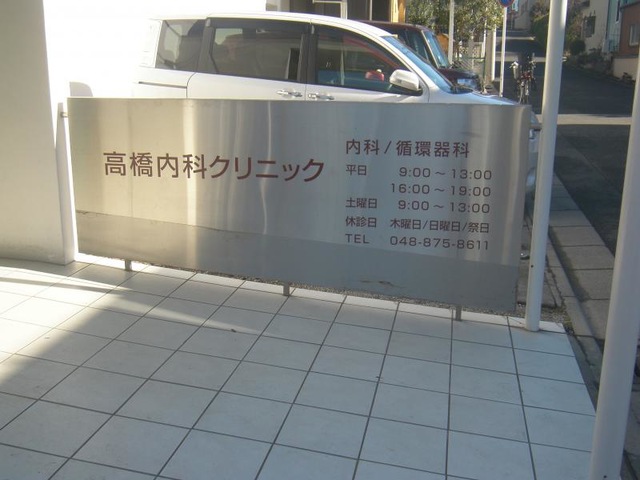 高橋内科クリニック
内科/循環器科
平日 9:00～13:00
16:00～19:00
土曜日 9:00～13:00
休診日 木曜日/日曜日/祭日
TEL 048-875-8611